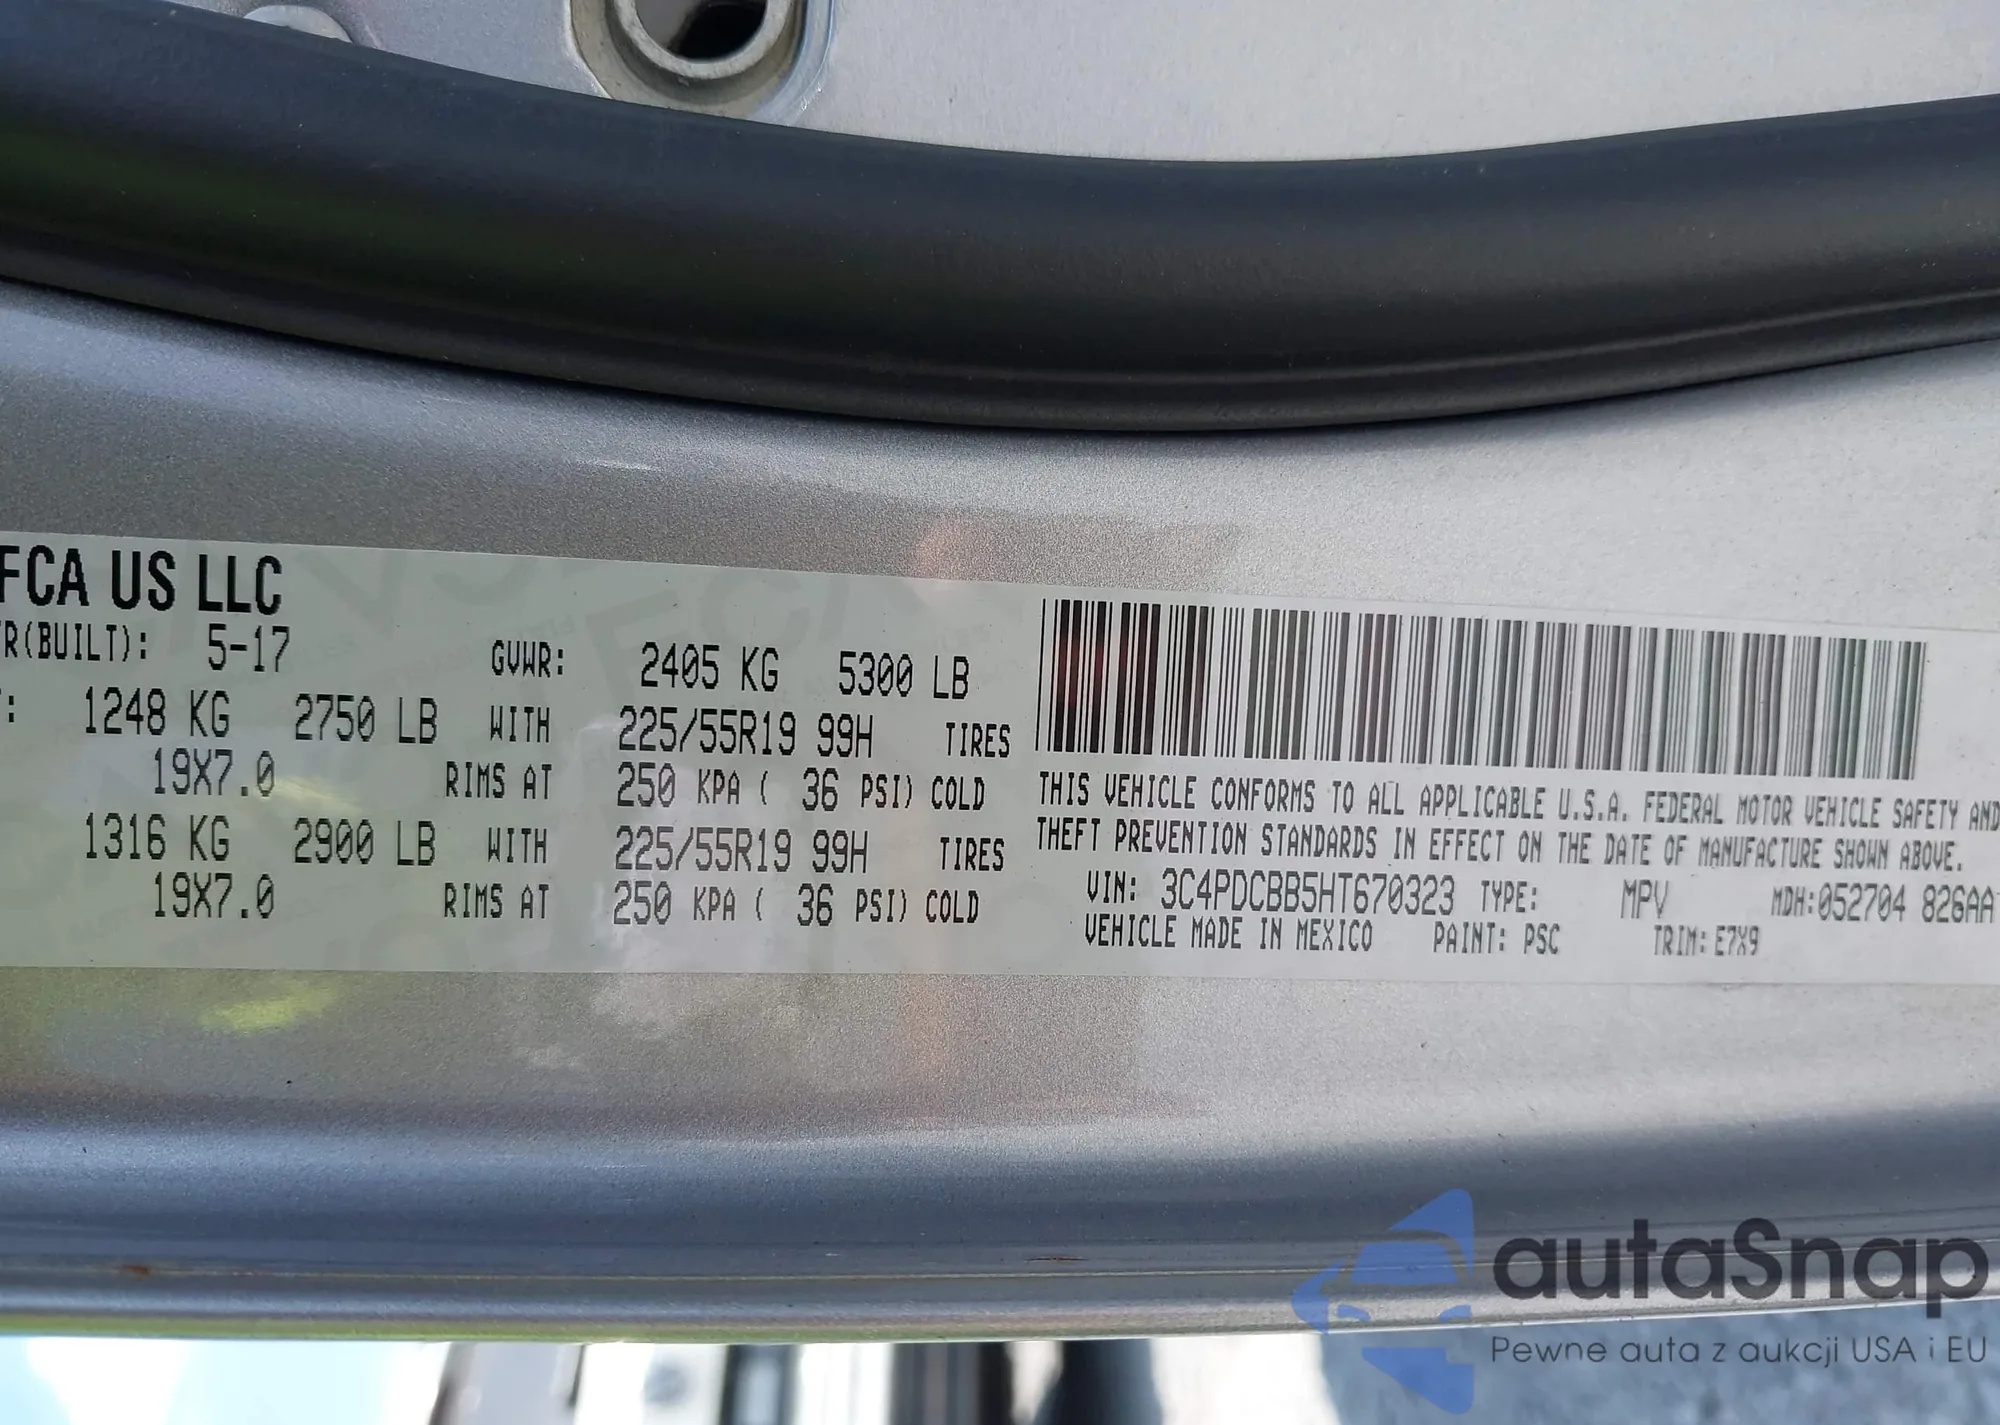 FCA US LLC
R(BUILT): 5-17 GVWR: 2405 KG 5300 LB
: 1248 KG 2750 LB WITH 225/55R19 99H TIRES
19X7.0 RIMS AT 250 KPA ( 36 PSI) COLD
1316 KG 2900 LB WITH 225/55R19 99H TIRES
19X7.0 RIMS AT 250 KPA ( 36 PSI) COLD
THIS VEHICLE CONFORMS TO ALL APPLICABLE U.S.A. FEDERAL MOTOR VEHICLE SAFETY AND
THEFT PREVENTION STANDARDS IN EFFECT ON THE DATE OF MANUFACTURE SHOWN ABOVE.
VIN: 3C4PDCBB5HT670323 TYPE: MPV MDH:052704 826AA
VEHICLE MADE IN MEXICO PAINT: PSC TRIM: E7X9
autaSnap
Pewne auta z aukcji USA i EU